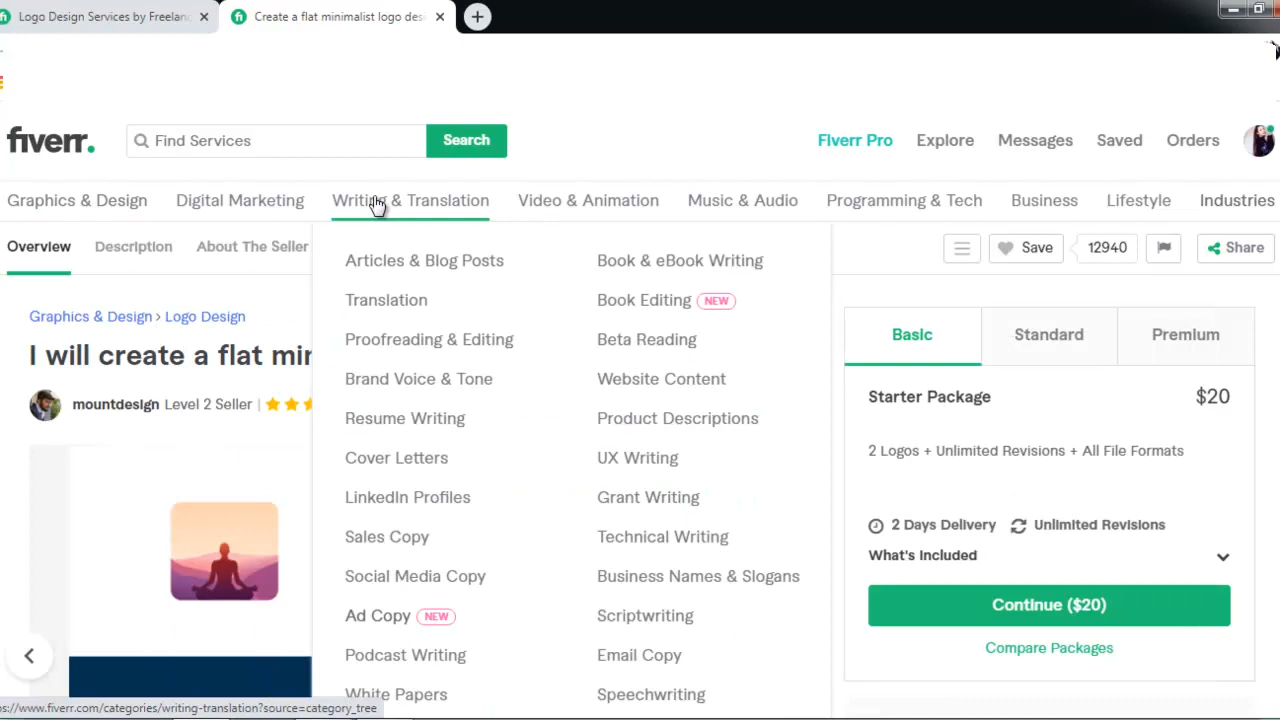 Logo Design Services by Freelanc
Create a flat minimalist logo des
fiverr.
Find Services
Search
Fiverr Pro
Explore
Messages
Saved
Orders
Graphics & Design
Digital Marketing
Writing & Translation
Video & Animation
Music & Audio
Programming & Tech
Business
Lifestyle
Industries
Overview
Description
About The Seller
Save
12940
Share
Graphics & Design › Logo Design
I will create a flat min
mountdesign Level 2 Seller |
Articles & Blog Posts
Translation
Proofreading & Editing
Brand Voice & Tone
Resume Writing
Cover Letters
LinkedIn Profiles
Sales Copy
Social Media Copy
Ad Copy NEW
Podcast Writing
White Papers
Book & eBook Writing
Book Editing NEW
Beta Reading
Website Content
Product Descriptions
UX Writing
Grant Writing
Technical Writing
Business Names & Slogans
Scriptwriting
Email Copy
Speechwriting
Basic
Standard
Premium
Starter Package
$20
2 Logos + Unlimited Revisions + All File Formats
2 Days Delivery
Unlimited Revisions
What's Included
Continue ($20)
Compare Packages
ps://www.fiverr.com/categories/writing-translation?source=category_tree